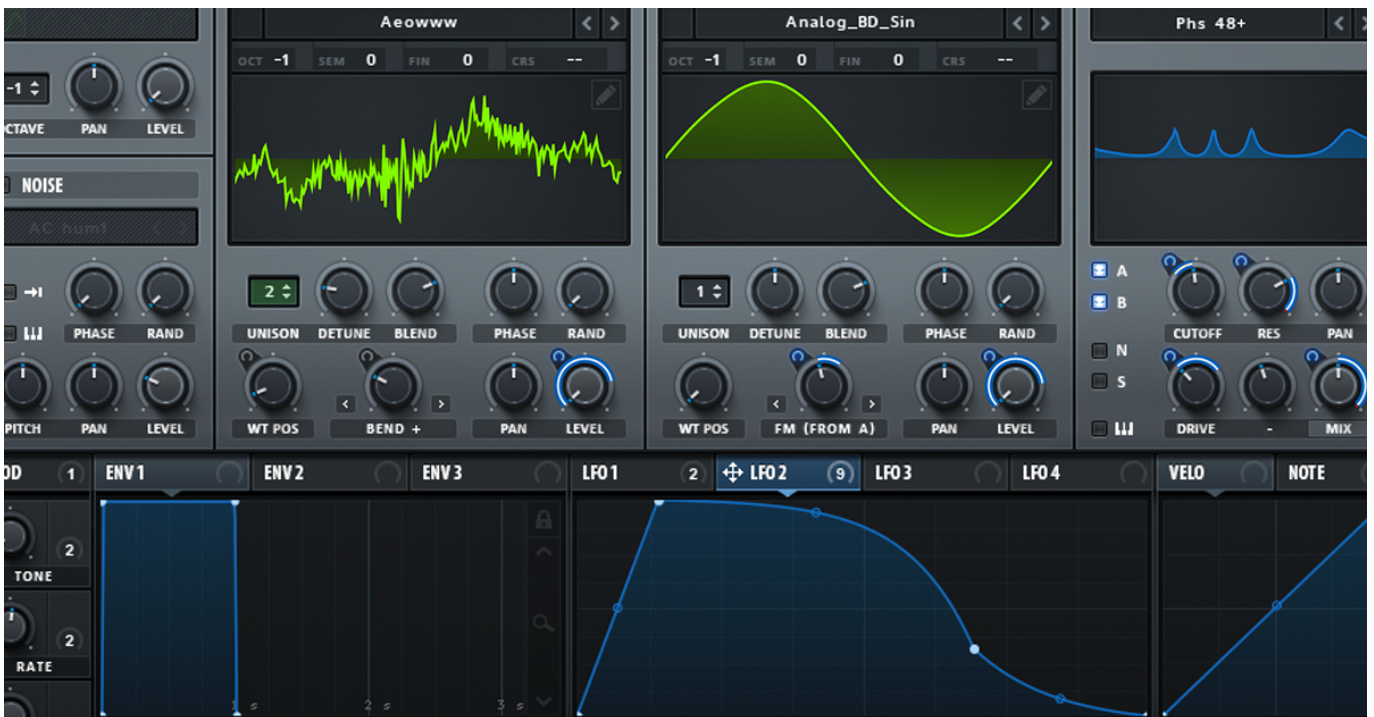 Aeowww
Analog_BD_Sin
Phs 48+
OCT -1 SEM 0 FIN 0 CRS --
OCT -1 SEM 0 FIN 0 CRS --
-1
CTAVE PAN LEVEL
NOISE
AC hum1
A
B
N
S
2
1
PHASE RAND
UNISON DETUNE BLEND PHASE RAND
UNISON DETUNE BLEND PHASE RAND
CUTOFF RES PAN
PITCH PAN LEVEL
WT POS BEND + PAN LEVEL
WT POS FM (FROM A) PAN LEVEL
DRIVE - MIX
OD 1 ENV 1 ENV 2 ENV 3 LFO 1 2 LFO 2 9 LFO 3 LFO 4 VELO NOTE
2
TONE
2
RATE
1 s 2 s 3 s